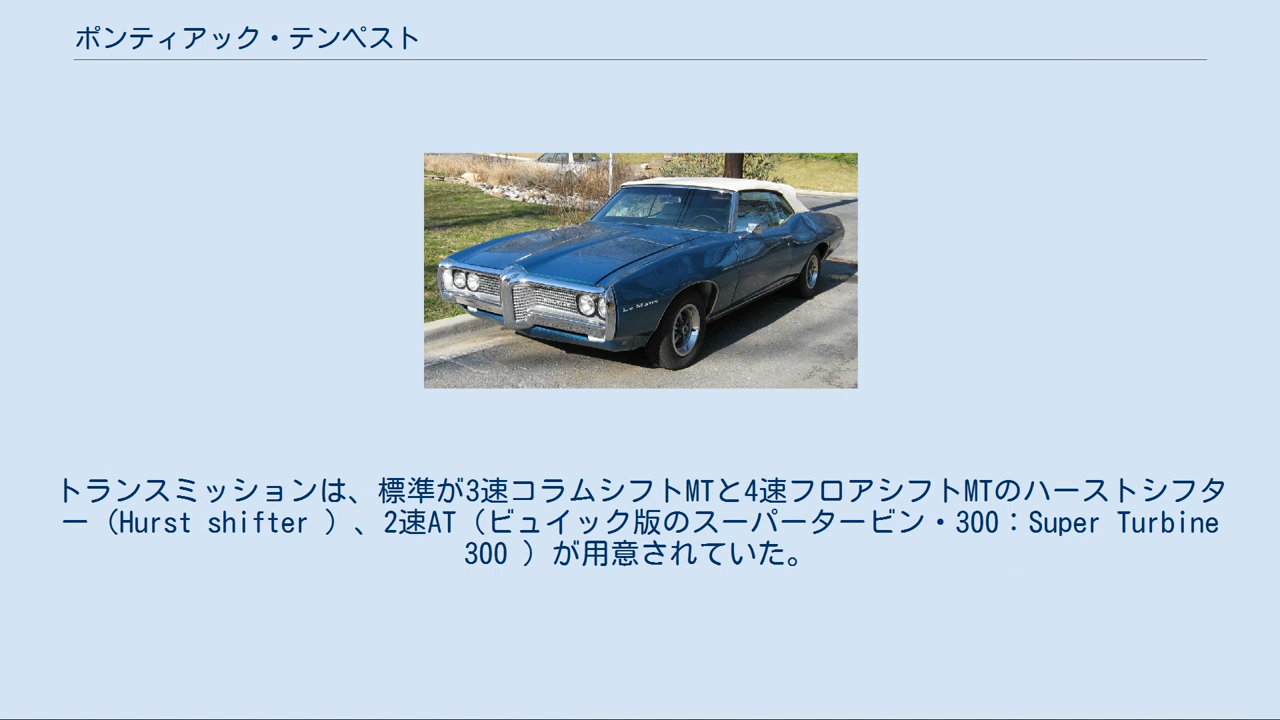 ポンティアック・テンペスト
Le Mans
トランスミッションは、標準が3速コラムシフトMTと4速フロアシフトMTのハーストシフタ
ー（Hurst shifter ）、2速AT（ビュイック版のスーパータービン・300：Super Turbine
300 ）が用意されていた。